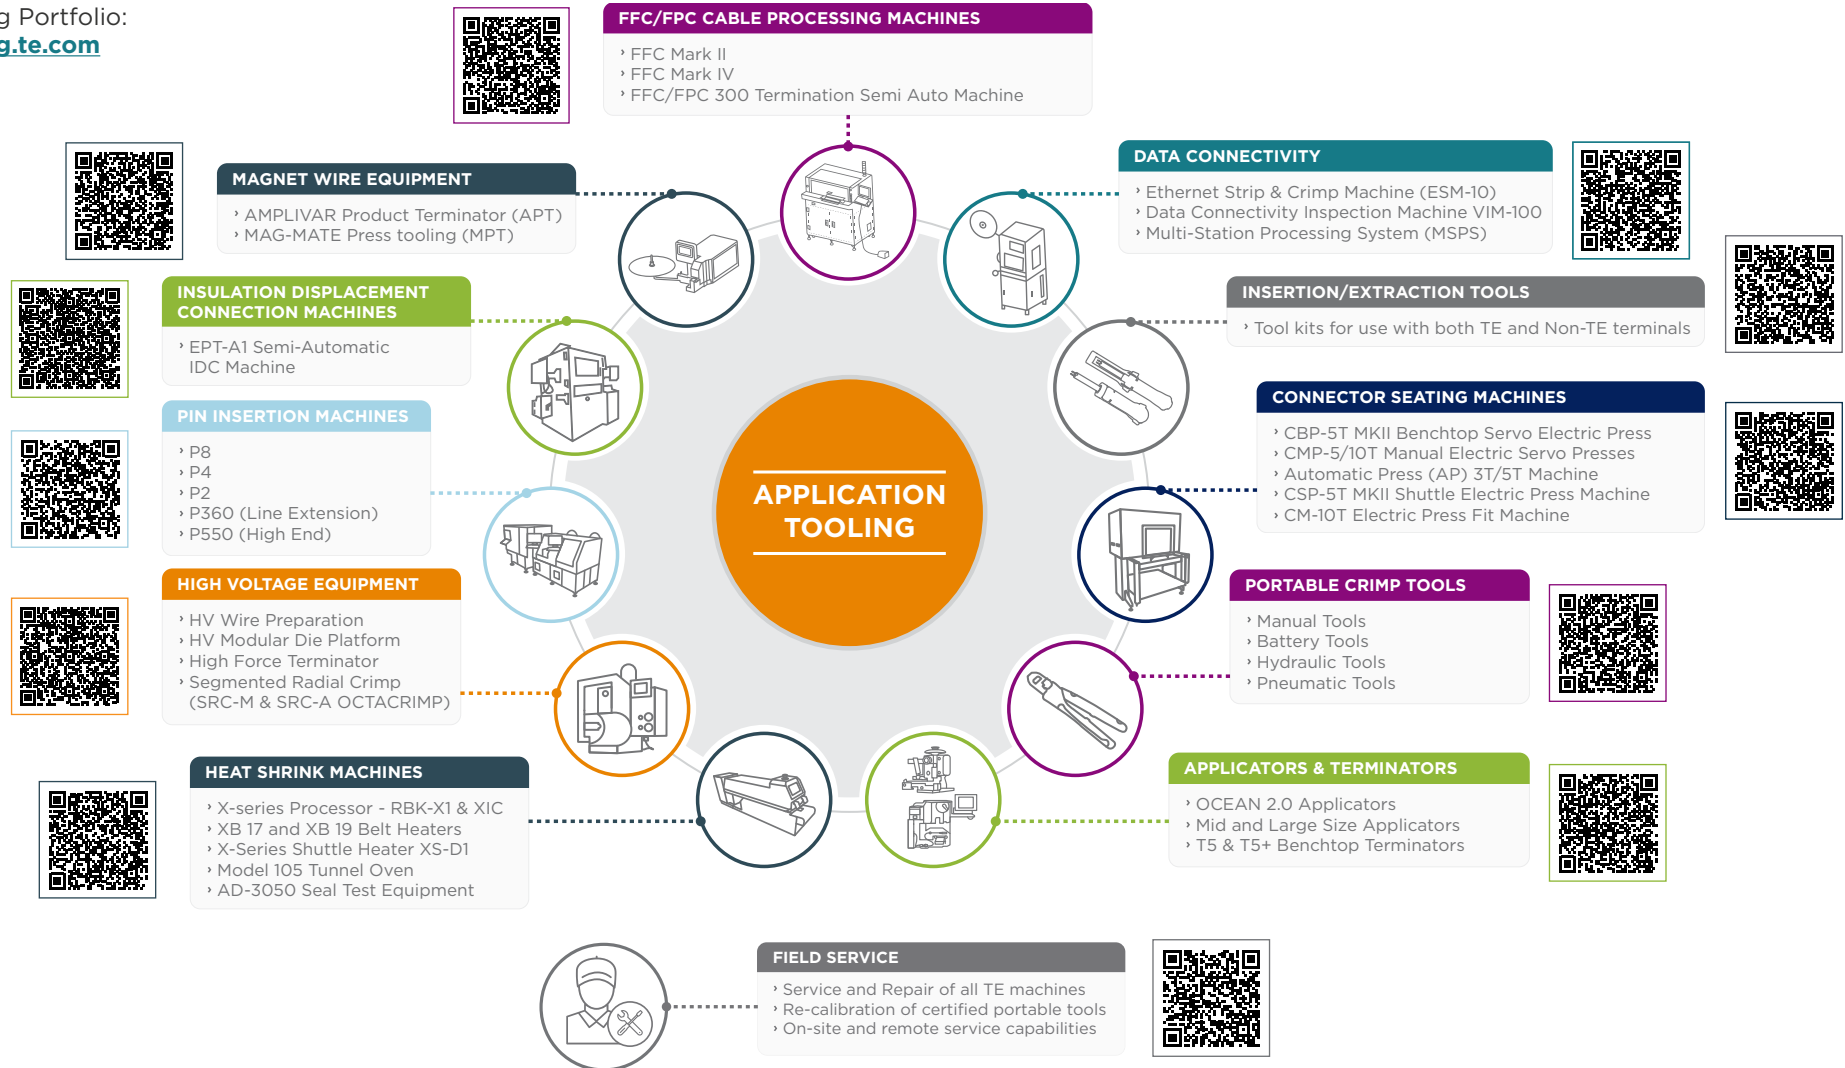 g Portfolio:
g.te.com
FFC/FPC CABLE PROCESSING MACHINES
› FFC Mark II
› FFC Mark IV
› FFC/FPC 300 Termination Semi Auto Machine
MAGNET WIRE EQUIPMENT
› AMPLIVAR Product Terminator (APT)
› MAG-MATE Press tooling (MPT)
DATA CONNECTIVITY
› Ethernet Strip & Crimp Machine (ESM-10)
› Data Connectivity Inspection Machine VIM-100
› Multi-Station Processing System (MSPS)
INSULATION DISPLACEMENT
CONNECTION MACHINES
› EPT-A1 Semi-Automatic
IDC Machine
INSERTION/EXTRACTION TOOLS
› Tool kits for use with both TE and Non-TE terminals
PIN INSERTION MACHINES
› P8
› P4
› P2
› P360 (Line Extension)
› P550 (High End)
CONNECTOR SEATING MACHINES
› CBP-5T MKII Benchtop Servo Electric Press
› CMP-5/10T Manual Electric Servo Presses
› Automatic Press (AP) 3T/5T Machine
› CSP-5T MKII Shuttle Electric Press Machine
› CM-10T Electric Press Fit Machine
APPLICATION
TOOLING
HIGH VOLTAGE EQUIPMENT
› HV Wire Preparation
› HV Modular Die Platform
› High Force Terminator
› Segmented Radial Crimp
(SRC-M & SRC-A OCTACRIMP)
PORTABLE CRIMP TOOLS
› Manual Tools
› Battery Tools
› Hydraulic Tools
› Pneumatic Tools
HEAT SHRINK MACHINES
› X-series Processor - RBK-X1 & XIC
› XB 17 and XB 19 Belt Heaters
› X-Series Shuttle Heater XS-D1
› Model 105 Tunnel Oven
› AD-3050 Seal Test Equipment
APPLICATORS & TERMINATORS
› OCEAN 2.0 Applicators
› Mid and Large Size Applicators
› T5 & T5+ Benchtop Terminators
FIELD SERVICE
› Service and Repair of all TE machines
› Re-calibration of certified portable tools
› On-site and remote service capabilities